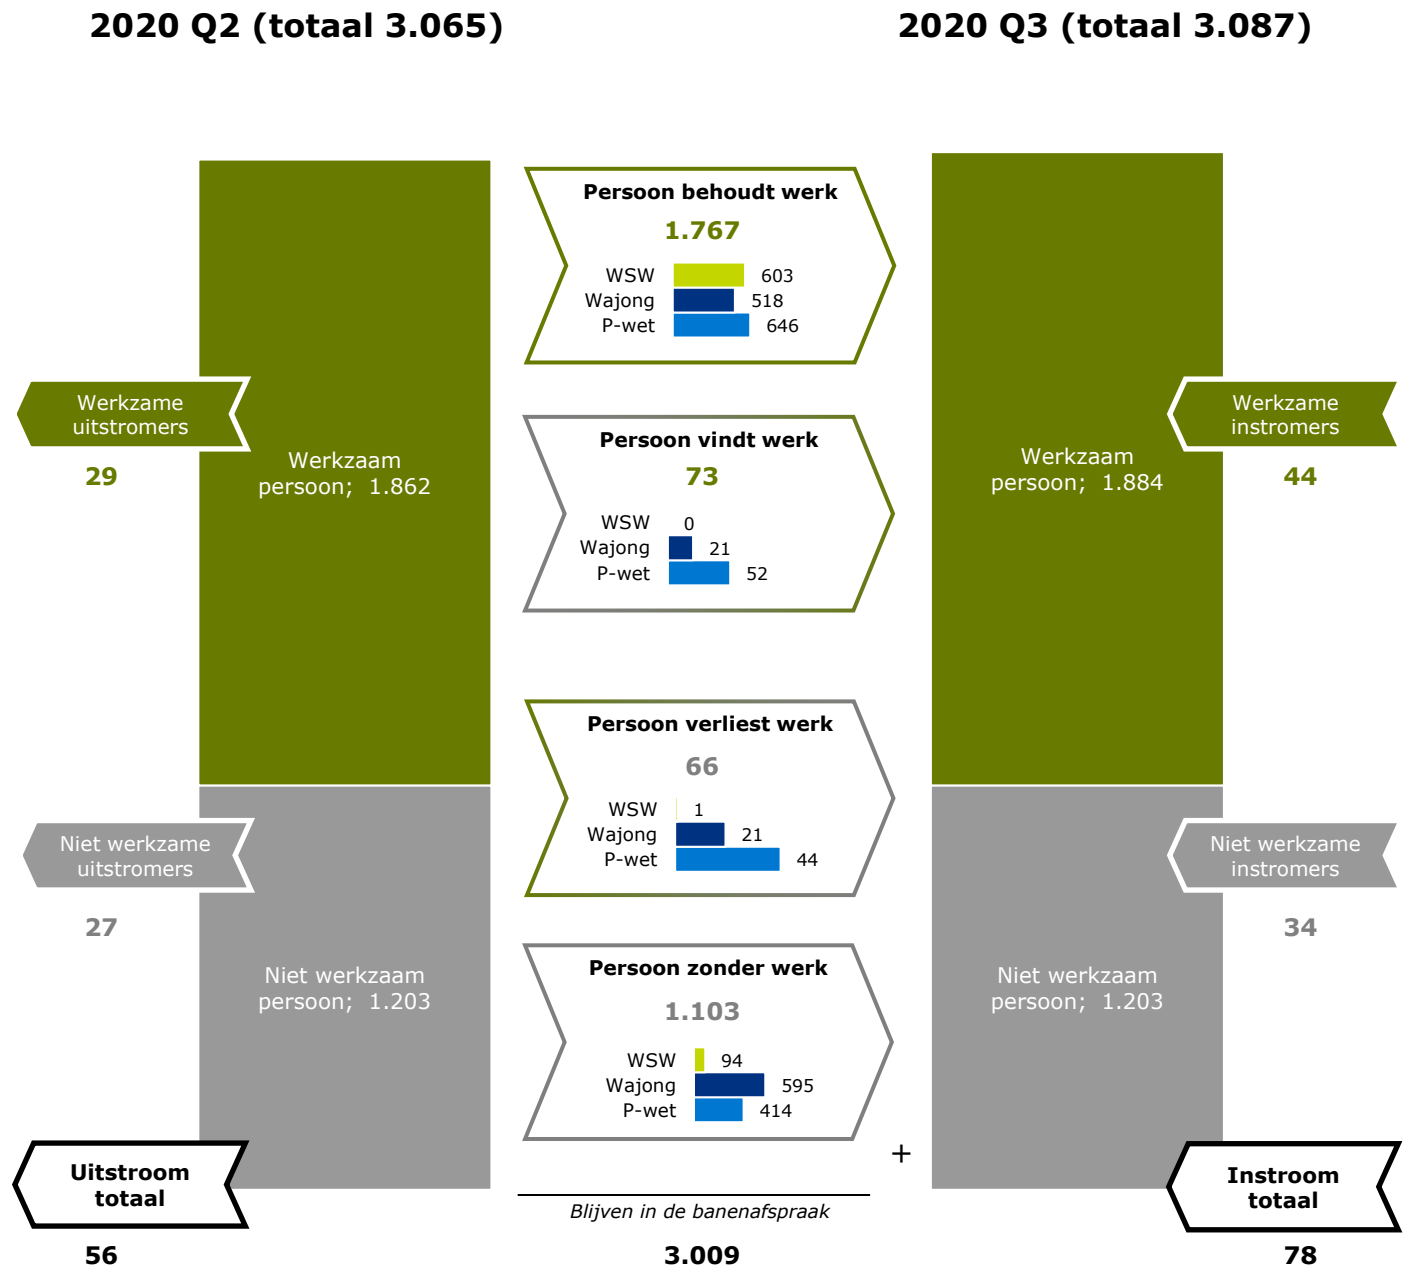 2020 Q2 (totaal 3.065)
2020 Q3 (totaal 3.087)
Persoon behoudt werk
1.767
WSW 603
Wajong 518
P-wet 646
Werkzame
uitstromers
29
Werkzaam
persoon; 1.862
Persoon vindt werk
73
WSW 0
Wajong 21
P-wet 52
Werkzaam
persoon; 1.884
Werkzame
instromers
44
Persoon verliest werk
66
WSW 1
Wajong 21
P-wet 44
Niet werkzame
uitstromers
27
Niet werkzaam
persoon; 1.203
Persoon zonder werk
1.103
WSW 94
Wajong 595
P-wet 414
Niet werkzaam
persoon; 1.203
Niet werkzame
instromers
34
+
Uitstroom
totaal
56
Blijven in de banenafspraak
3.009
Instroom
totaal
78